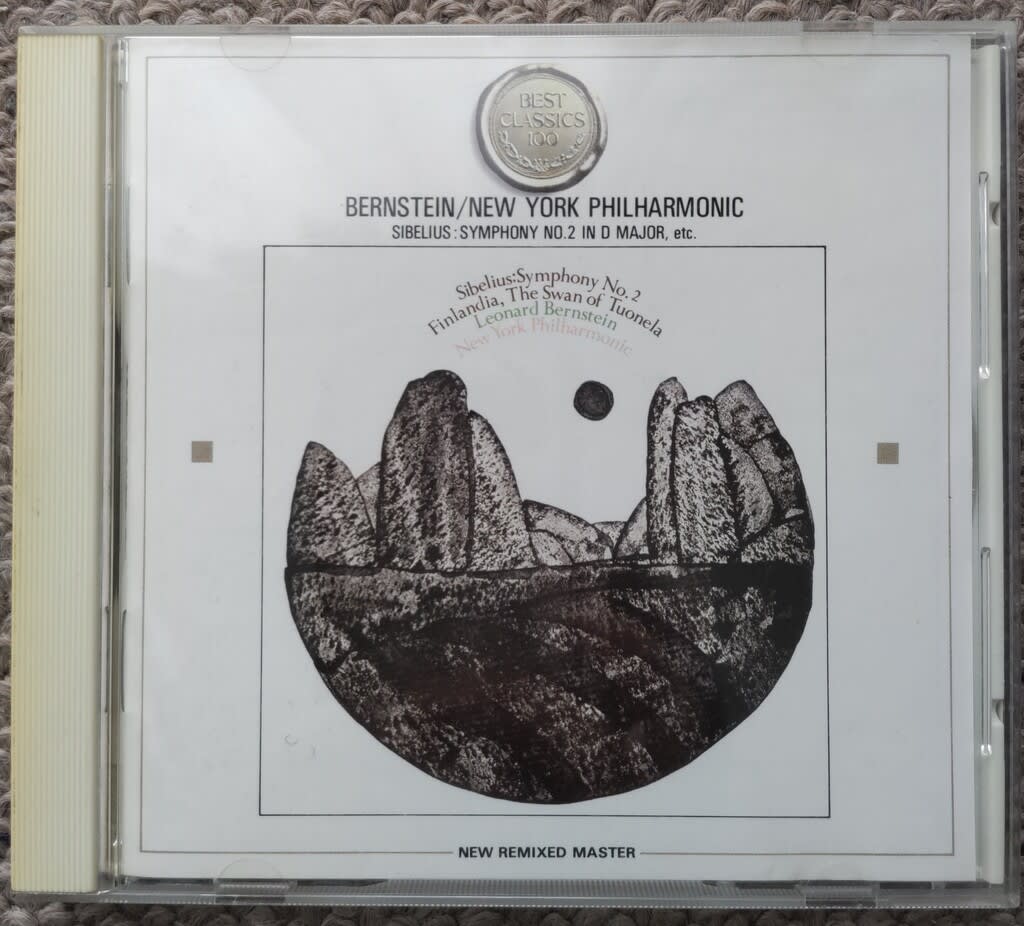 BEST
CLASSICS
100
BERNSTEIN/NEW YORK PHILHARMONIC
SIBELIUS : SYMPHONY NO.2 IN D MAJOR, etc.
Sibelius:Symphony No. 2
Finlandia, The Swan of Tuonela
Leonard Bernstein
New York Philharmonic
NEW REMIXED MASTER